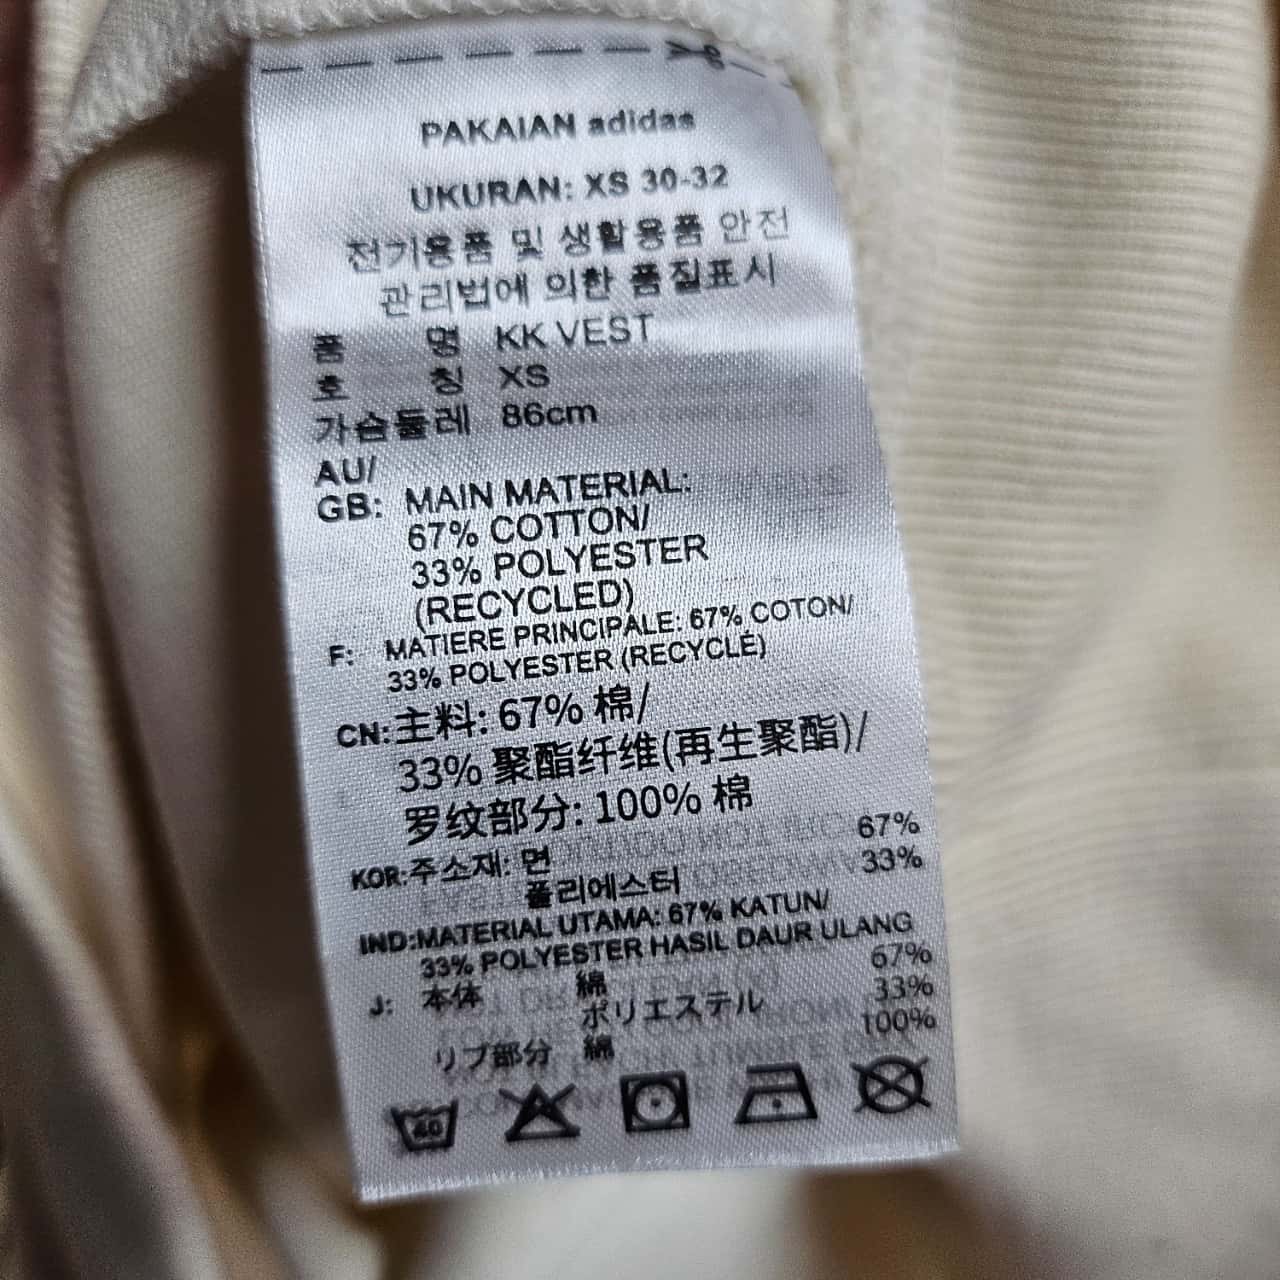 PAKAIAN adidas
UKURAN: XS 30-32
전기용품 및 생활용품 안전
관리법에 의한 품질표시
품 명 KK VEST
호 칭 XS
가슴둘레 86cm
AU/
GB: MAIN MATERIAL:
67% COTTON/
33% POLYESTER
(RECYCLED)
F: MATIERE PRINCIPALE: 67% COTON/
33% POLYESTER (RECYCLÉ)
CN: 主料: 67% 棉/
33% 聚酯纤维(再生聚酯)/
罗纹部分: 100% 棉
KOR: 주소재: 면 67%
폴리에스터 33%
IND: MATERIAL UTAMA: 67% KATUN/
33% POLYESTER HASIL DAUR ULANG
J: 本体 綿 67%
ポリエステル 33%
リブ部分 綿 100%
40